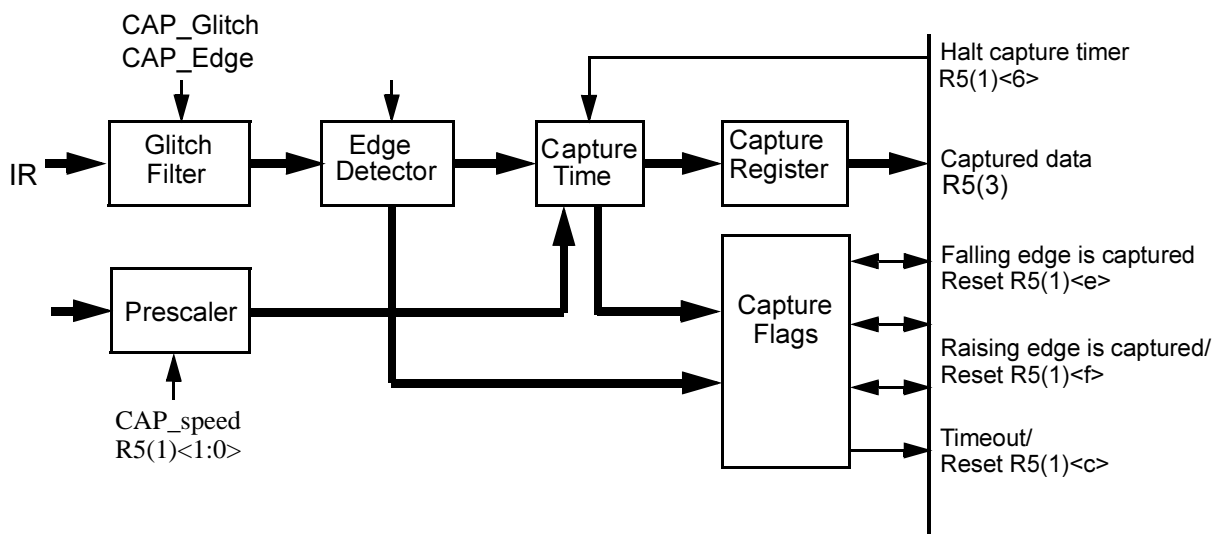 CAP_Glitch
CAP_Edge
Halt capture timer
R5(1)<6>
IR
Glitch
Filter
Edge
Detector
Capture
Time
Capture
Register
Captured data
R5(3)
Prescaler
Capture
Flags
Falling edge is captured
Reset R5(1)<e>
Raising edge is captured/
Reset R5(1)<f>
CAP_speed
R5(1)<1:0>
Timeout/
Reset R5(1)<c>